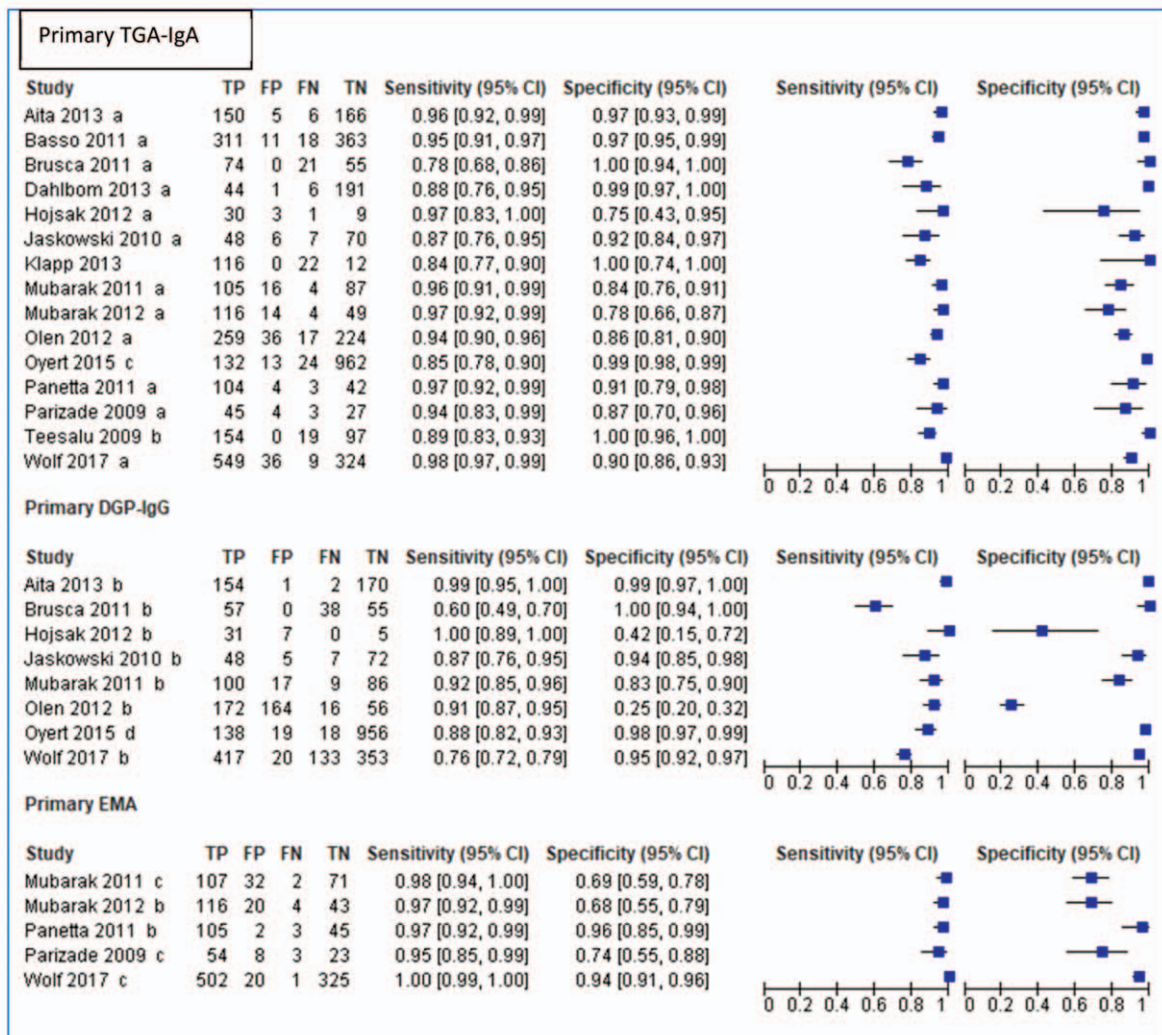 Primary TGA-IgA
Study TP FP FN TN Sensitivity (95% CI) Specificity (95% CI) Sensitivity (95% CI) Specificity (95% CI)
Aita 2013 a 150 5 6 166 0.96 [0.92, 0.99] 0.97 [0.93, 0.99]
Basso 2011 a 311 11 18 363 0.95 [0.91, 0.97] 0.97 [0.95, 0.99]
Brusca 2011 a 74 0 21 55 0.78 [0.68, 0.86] 1.00 [0.94, 1.00]
Dahlbom 2013 a 44 1 6 191 0.88 [0.76, 0.95] 0.99 [0.97, 1.00]
Hojsak 2012 a 30 3 1 9 0.97 [0.83, 1.00] 0.75 [0.43, 0.95]
Jaskowski 2010 a 48 6 7 70 0.87 [0.76, 0.95] 0.92 [0.84, 0.97]
Klapp 2013 116 0 22 12 0.84 [0.77, 0.90] 1.00 [0.74, 1.00]
Mubarak 2011 a 105 16 4 87 0.96 [0.91, 0.99] 0.84 [0.76, 0.91]
Mubarak 2012 a 116 14 4 49 0.97 [0.92, 0.99] 0.78 [0.66, 0.87]
Olen 2012 a 259 36 17 224 0.94 [0.90, 0.96] 0.86 [0.81, 0.90]
Oyert 2015 c 132 13 24 962 0.85 [0.78, 0.90] 0.99 [0.98, 0.99]
Panetta 2011 a 104 4 3 42 0.97 [0.92, 0.99] 0.91 [0.79, 0.98]
Parizade 2009 a 45 4 3 27 0.94 [0.83, 0.99] 0.87 [0.70, 0.96]
Teesalu 2009 b 154 0 19 97 0.89 [0.83, 0.93] 1.00 [0.96, 1.00]
Wolf 2017 a 549 36 9 324 0.98 [0.97, 0.99] 0.90 [0.86, 0.93]
0 0.2 0.4 0.6 0.8 1 0 0.2 0.4 0.6 0.8 1
Primary DGP-IgG
Study TP FP FN TN Sensitivity (95% CI) Specificity (95% CI) Sensitivity (95% CI) Specificity (95% CI)
Aita 2013 b 154 1 2 170 0.99 [0.95, 1.00] 0.99 [0.97, 1.00]
Brusca 2011 b 57 0 38 55 0.60 [0.49, 0.70] 1.00 [0.94, 1.00]
Hojsak 2012 b 31 7 0 5 1.00 [0.89, 1.00] 0.42 [0.15, 0.72]
Jaskowski 2010 b 48 5 7 72 0.87 [0.76, 0.95] 0.94 [0.85, 0.98]
Mubarak 2011 b 100 17 9 86 0.92 [0.85, 0.96] 0.83 [0.75, 0.90]
Olen 2012 b 172 164 16 56 0.91 [0.87, 0.95] 0.25 [0.20, 0.32]
Oyert 2015 d 138 19 18 956 0.88 [0.82, 0.93] 0.98 [0.97, 0.99]
Wolf 2017 b 417 20 133 353 0.76 [0.72, 0.79] 0.95 [0.92, 0.97]
0 0.2 0.4 0.6 0.8 1 0 0.2 0.4 0.6 0.8 1
Primary EMA
Study TP FP FN TN Sensitivity (95% CI) Specificity (95% CI) Sensitivity (95% CI) Specificity (95% CI)
Mubarak 2011 c 107 32 2 71 0.98 [0.94, 1.00] 0.69 [0.59, 0.78]
Mubarak 2012 b 116 20 4 43 0.97 [0.92, 0.99] 0.68 [0.55, 0.79]
Panetta 2011 b 105 2 3 45 0.97 [0.92, 0.99] 0.96 [0.85, 0.99]
Parizade 2009 c 54 8 3 23 0.95 [0.85, 0.99] 0.74 [0.55, 0.88]
Wolf 2017 c 502 20 1 325 1.00 [0.99, 1.00] 0.94 [0.91, 0.96]
0 0.2 0.4 0.6 0.8 1 0 0.2 0.4 0.6 0.8 1